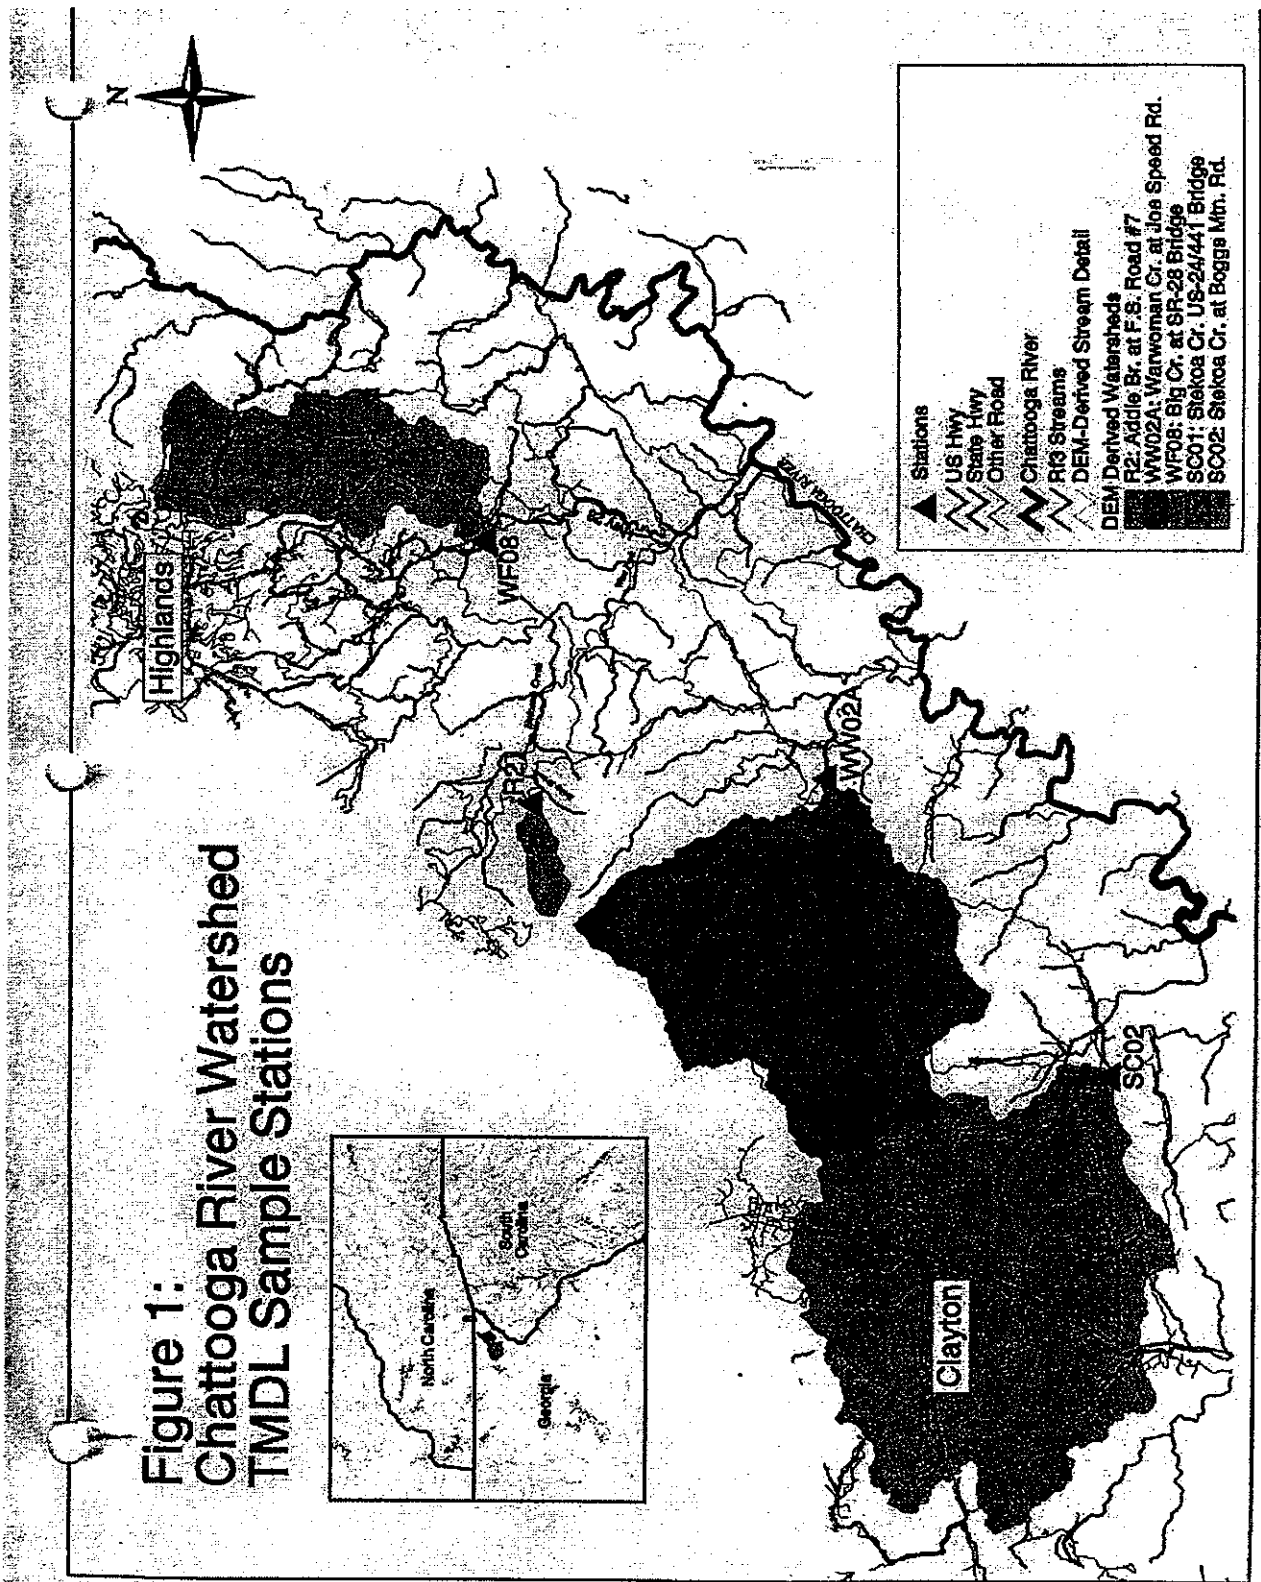 Figure 1:
Chattooga River Watershed
TMDL Sample Stations
N
North Carolina
South
Carolina
Georgia
Highlands
WF08
R2
WW02A
SC02
Clayton
CHATTOOGA RIVER
Stations
US Hwy
State Hwy
Other Road
Chattooga River
Rf3 Streams
DEM-Derived Stream Detail
DEM Derived Watersheds
R2: Addie Br. at F.S. Road #7
WW02A: Warwoman Cr. at Joe Speed Rd.
WF08: Big Cr. at SR-28 Bridge
SC01: Stekoa Cr. US-24/441 Bridge
SC02: Stekoa Cr. at Boggs Mtn. Rd.